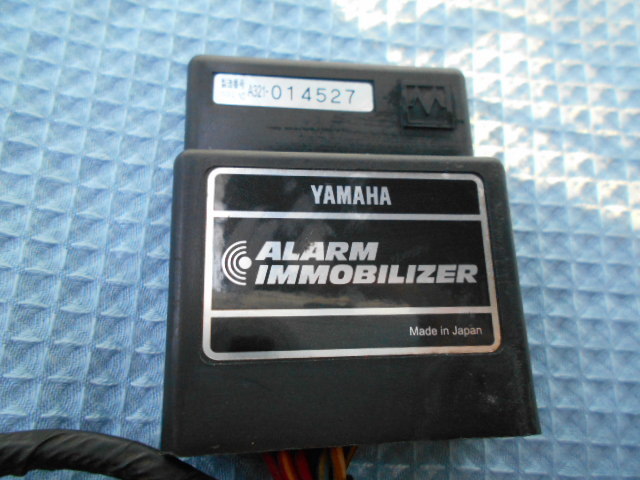 A321-014527
YAMAHA
ALARM
IMMOBILIZER
Made in Japan